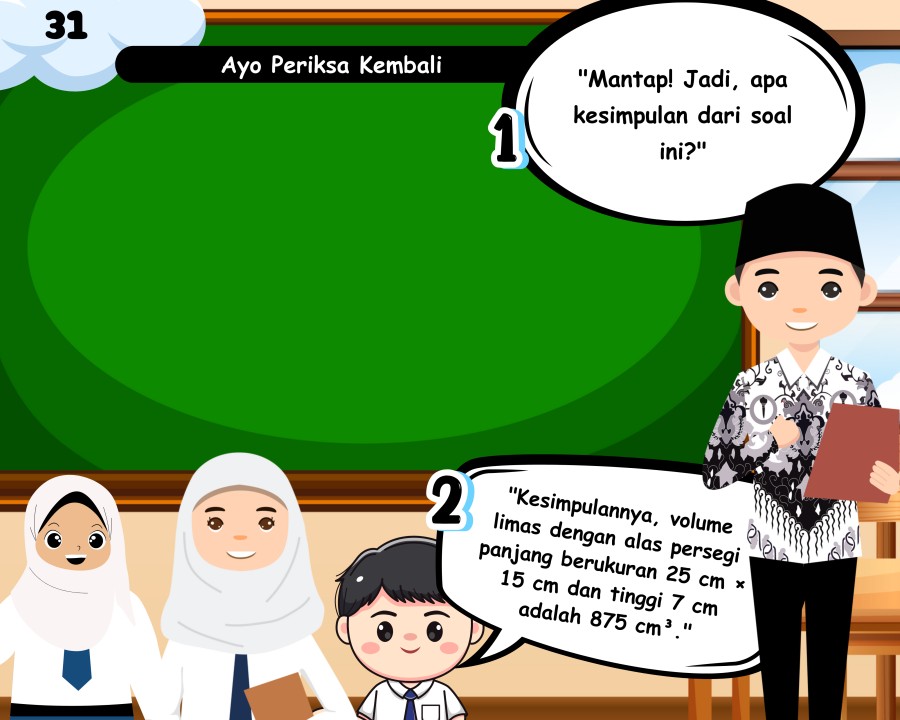 31
Ayo Periksa Kembali
1
"Mantap! Jadi, apa
kesimpulan dari soal
ini?"
2
"Kesimpulannya, volume
limas dengan alas persegi
panjang berukuran 25 cm ×
15 cm dan tinggi 7 cm
adalah 875 cm³."